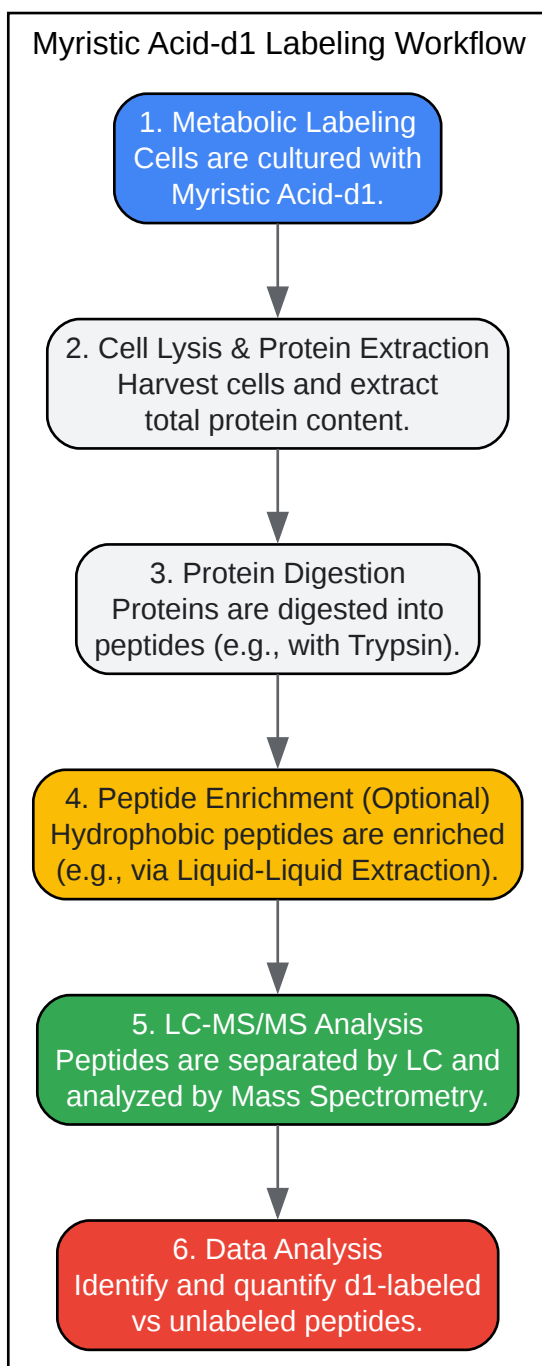 Myristic Acid-d1 Labeling Workflow
1. Metabolic Labeling
Cells are cultured with
Myristic Acid-d1.
2. Cell Lysis & Protein Extraction
Harvest cells and extract
total protein content.
3. Protein Digestion
Proteins are digested into
peptides (e.g., with Trypsin).
4. Peptide Enrichment (Optional)
Hydrophobic peptides are enriched
(e.g., via Liquid-Liquid Extraction).
5. LC-MS/MS Analysis
Peptides are separated by LC and
analyzed by Mass Spectrometry.
6. Data Analysis
Identify and quantify d1-labeled
vs unlabeled peptides.